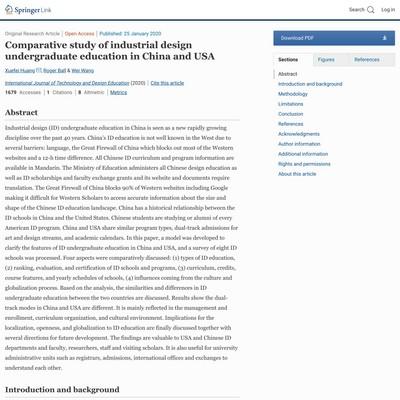 Springer Link
Search
Log in
Original Research Article | Open Access | Published: 25 January 2020
Comparative study of industrial design
undergraduate education in China and USA
Xuefei Huang, Roger Ball & Wei Wang
International Journal of Technology and Design Education (2020) | Cite this article
1679 Accesses | 1 Citations | 8 Altmetric | Metrics
Abstract
Industrial design (ID) undergraduate education in China is seen as a new rapidly growing
discipline over the past 40 years. China's ID education is not well known in the West due to
several barriers: language, the Great Firewall of China which blocks out most of the Western
websites and a 12-h time difference. All Chinese ID curriculum and program information are
available in Mandarin. The Ministry of Education administers all Chinese design education as
well as ID scholarships and faculty exchange grants and its website and documents require
translation. The Great Firewall of China blocks 90% of Western websites including Google
making it difficult for Western Scholars to access accurate information about the size and
shape of the Chinese ID education landscape. China has a historical relationship between the
ID schools in China and the United States. Chinese students are studying or alumni of every
American ID program. China and USA share similar program types, dual-track admissions for
art and design streams, and academic calendars. In this paper, a model was developed to
clarify the features of ID undergraduate education in China and USA, and a survey of eight ID
schools was processed. Four aspects were comparatively discussed: (1) types of ID education,
(2) ranking, evaluation, and certification of ID schools and programs, (3) curriculum, credits,
course features, and yearly schedules of schools, (4) influences coming from the culture and
globalization process. Based on the analysis, the similarities and differences in ID
undergraduate education between the two countries are discussed. Results show the dual-
track modes in China and USA are different. It is mainly reflected in the management and
enrollment, curriculum organization, and cultural environment. Implications for the
localization, openness, and globalization to ID education are finally discussed together with
several directions for future development. The findings are valuable to USA and Chinese ID
departments and faculty, researchers, staff and visiting scholars. It is also useful for university
administrative units such as registrars, admissions, international offices and exchanges to
understand each other.
Introduction and background
Download PDF
Sections
Figures
References
Abstract
Introduction and background
Methodology
Limitations
Conclusion
References
Acknowledgments
Author information
Additional information
Rights and permissions
About this article